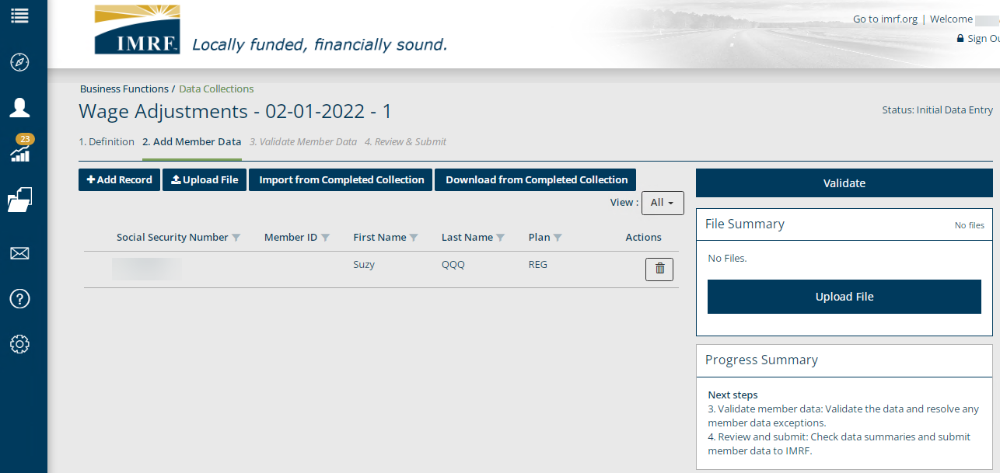 Go to imrf.org | Welcome
IMRF™
Locally funded, financially sound.
Sign Ou
Business Functions / Data Collections
Wage Adjustments - 02-01-2022 - 1
Status: Initial Data Entry
1. Definition 2. Add Member Data 3. Validate Member Data 4. Review & Submit
23
Add Record Upload File Import from Completed Collection Download from Completed Collection
Validate
View : All
File Summary No files
Social Security Number Member ID First Name Last Name Plan Actions
No Files.
Suzy QQQ REG
Upload File
Progress Summary
Next steps
3. Validate member data: Validate the data and resolve any
member data exceptions.
4. Review and submit: Check data summaries and submit
member data to IMRF.